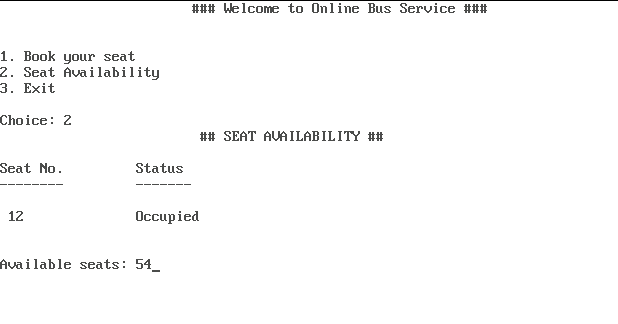 ### Welcome to Online Bus Service ###
1. Book your seat
2. Seat Availability
3. Exit
Choice: 2
## SEAT AVAILABILITY ##
Seat No. Status
-------- -------
12 Occupied
Available seats: 54_